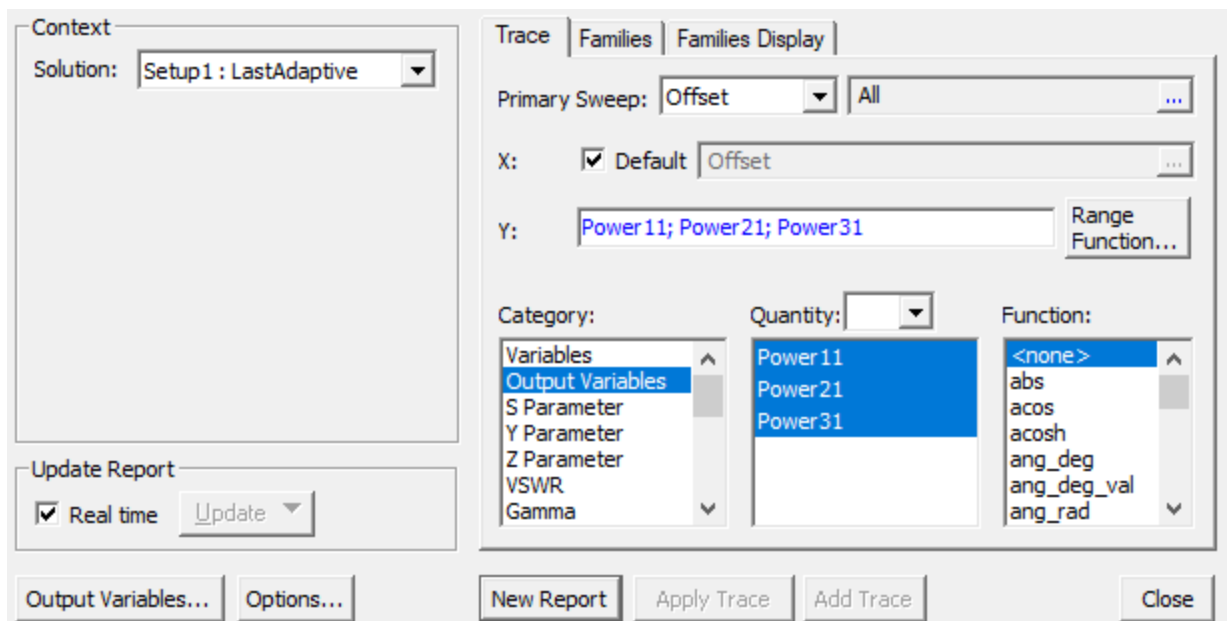 Context
Solution: Setup1 : LastAdaptive
Update Report
Real time Update
Output Variables... Options...
Trace Families Families Display
Primary Sweep: Offset All ...
X: Default Offset ...
Y: Power11; Power21; Power31 Range Function...
Category:
Variables
Output Variables
S Parameter
Y Parameter
Z Parameter
VSWR
Gamma
Quantity:
Power11
Power21
Power31
Function:
<none>
abs
acos
acosh
ang_deg
ang_deg_val
ang_rad
New Report Apply Trace Add Trace Close